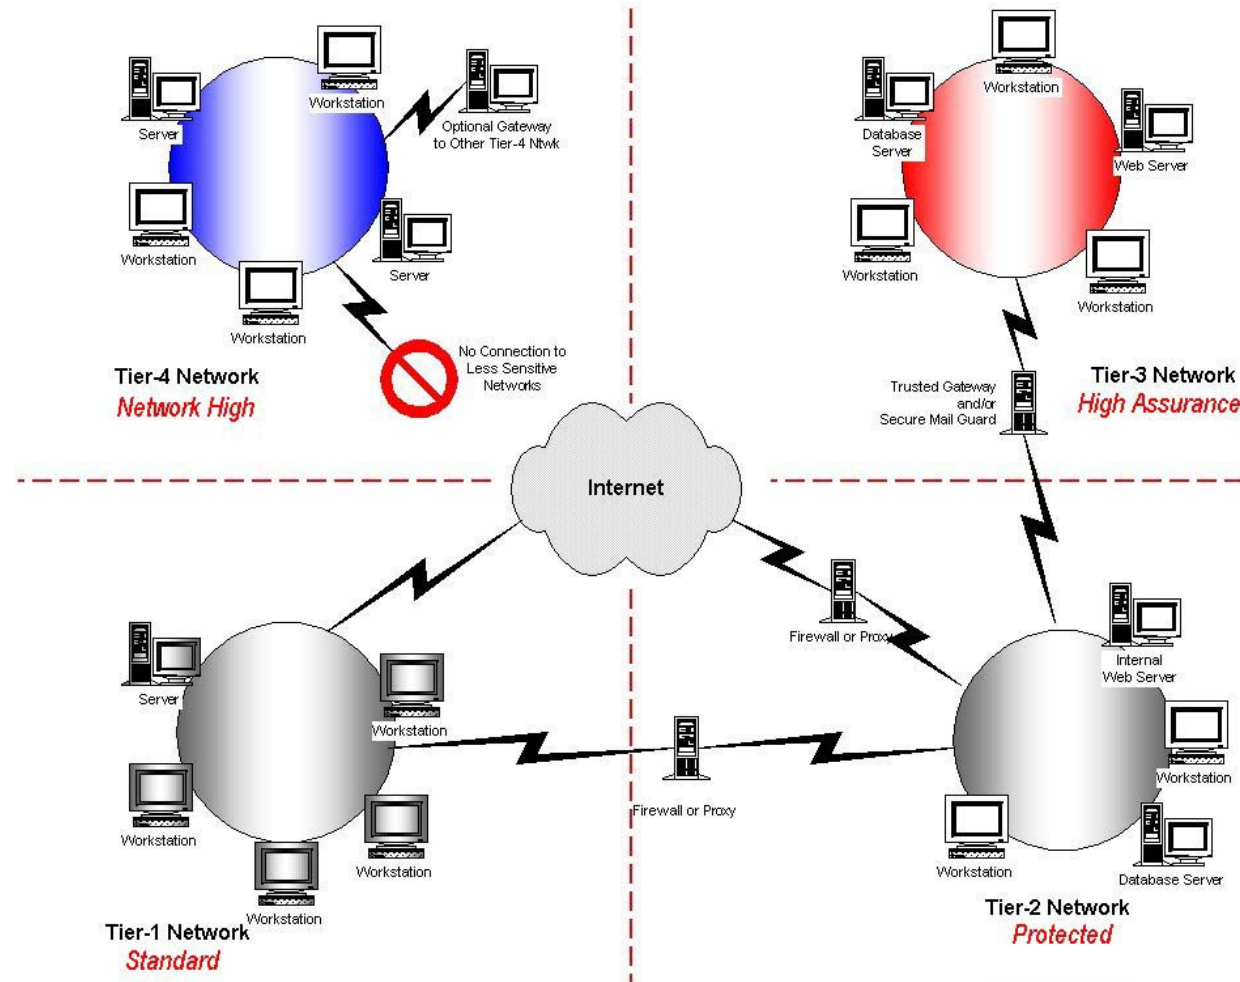 Workstation
Server
Optional Gateway
to Other Tier-4 Ntwk
Workstation
Server
Workstation
No Connection to
Less Sensitive
Networks
Tier-4 Network
Network High
Workstation
Database
Server
Web Server
Workstation
Workstation
Trusted Gateway
and/or
Secure Mail Guard
Tier-3 Network
High Assurance
Internet
Server
Workstation
Workstation
Workstation
Workstation
Tier-1 Network
Standard
Firewall or Proxy
Firewall or Proxy
Internal
Web Server
Workstation
Workstation
Database Server
Tier-2 Network
Protected